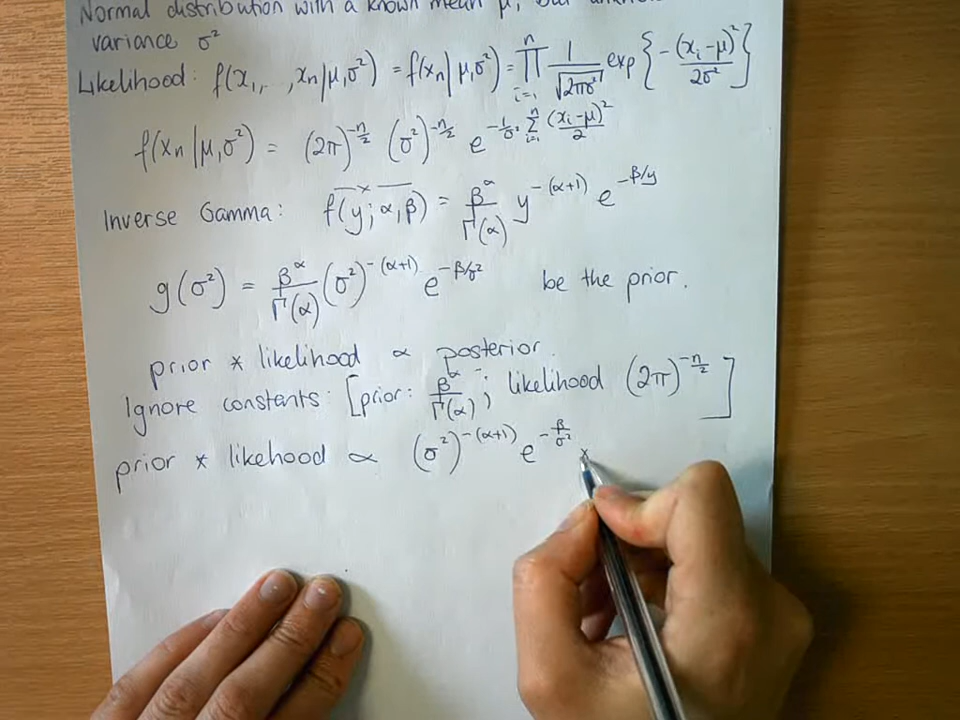 Normal distribution with a known mean μ, but
variance σ²
Likelihood: f(x₁, . , xₙ|μ,σ²) = f(xₙ|μ,σ²) = ∏ᵢ₌₁ⁿ 1/√(2πσ²) exp{-(xᵢ-μ)²/2σ²}
f(xₙ|μ,σ²) = (2π)^(-n/2) (σ²)^(-n/2) e^(-1/σ² Σᵢ₌₁ⁿ (xᵢ-μ)²/2)
Inverse Gamma: f(y;α,β) = β^α/Γ(α) y^(-(α+1)) e^(-β/y)
g(σ²) = β^α/Γ(α) (σ²)^(-(α+1)) e^(-β/σ²) be the prior.
prior * likelihood ∝ posterior.
Ignore constants: [prior: β^α/Γ(α); likelihood (2π)^(-n/2)]
prior * likehood ∝ (σ²)^(-(α+1)) e^(-β/σ²) ×